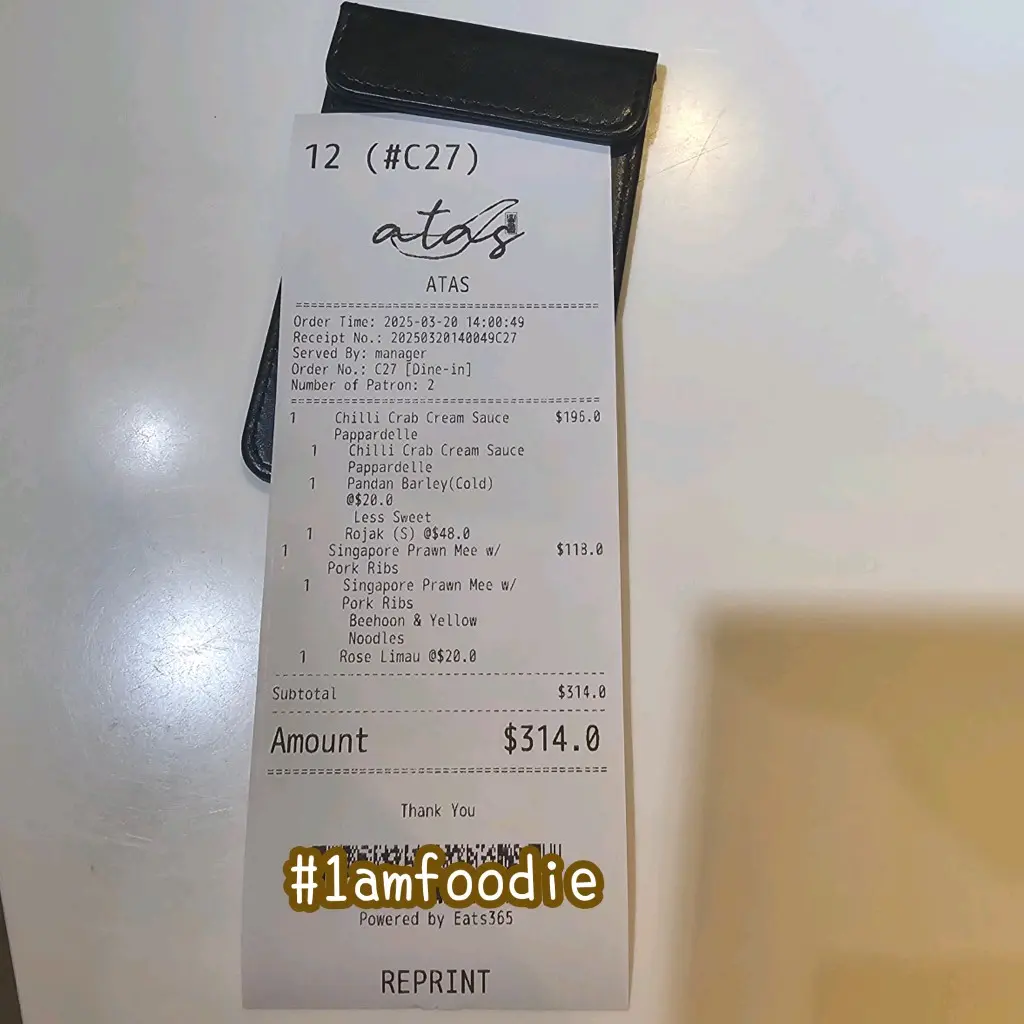 12 (#C27)
atas
ATAS
Order Time: 2025-03-20 14:00:49
Receipt No.: 20250320140049C27
Served By: manager
Order No.: C27 [Dine-in]
Number of Patron: 2
1 Chilli Crab Cream Sauce $196.0
Pappardelle
1 Chilli Crab Cream Sauce
Pappardelle
1 Pandan Barley(Cold)
@$20.0
Less Sweet
1 Rojak (S) @$48.0
1 Singapore Prawn Mee w/ $118.0
Pork Ribs
1 Singapore Prawn Mee w/
Pork Ribs
Beehoon & Yellow
Noodles
1 Rose Limau @$20.0
Subtotal $314.0
Amount $314.0
Thank You
#1amfoodie
Powered by Eats365
REPRINT